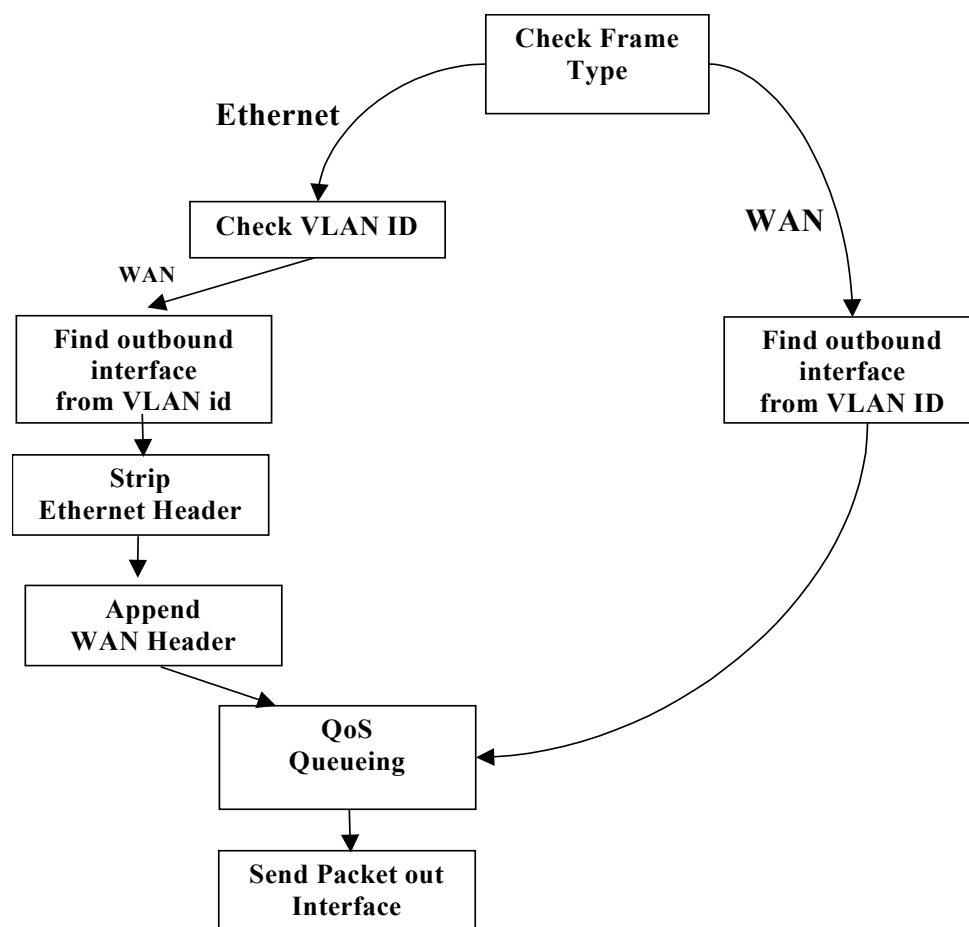 Check Frame
Type
Ethernet
Check VLAN ID
WAN
WAN
Find outbound
interface
from VLAN id
Find outbound
interface
from VLAN ID
Strip
Ethernet Header
Append
WAN Header
QoS
Queueing
Send Packet out
Interface